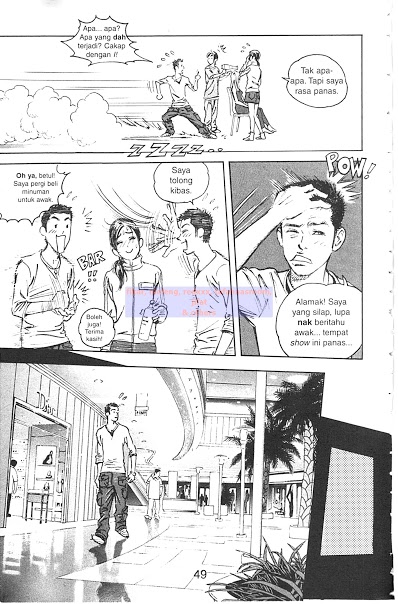 Apa... apa?
Apa yang dah
terjadi? Cakap
dengan I!
Tak apa-
apa. Tapi saya
rasa panas.
ZZZZ...
Oh ya, betul!
Saya pergi beli
minuman
untuk awak.
Saya
tolong
kibas.
POW!
BAR
!!
Boleh
juga!
Terima
kasih!
Alamak! Saya
yang silap, lupa
nak beritahu
awak... tempat
show ini panas...
49